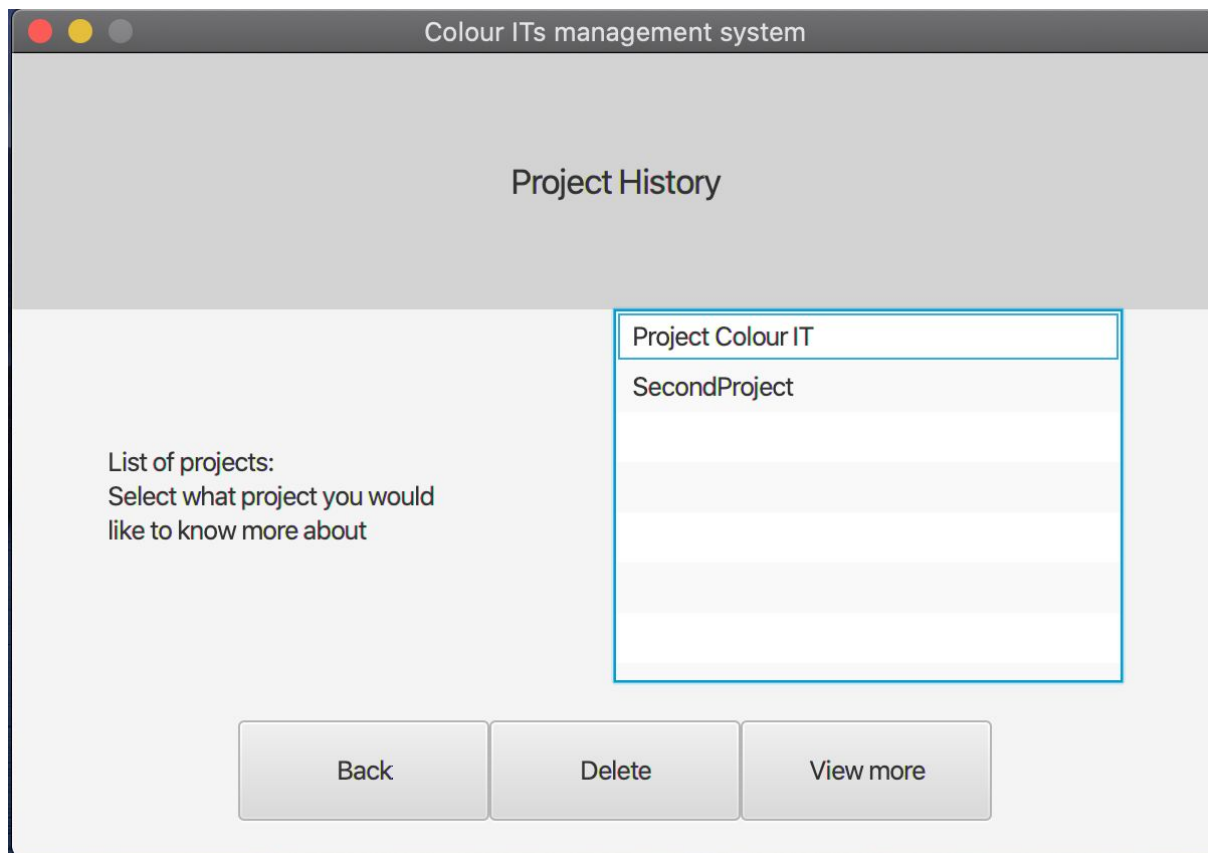 Colour ITs management system
Project History
Project Colour IT
SecondProject
List of projects:
Select what project you would
like to know more about
Back
Delete
View more